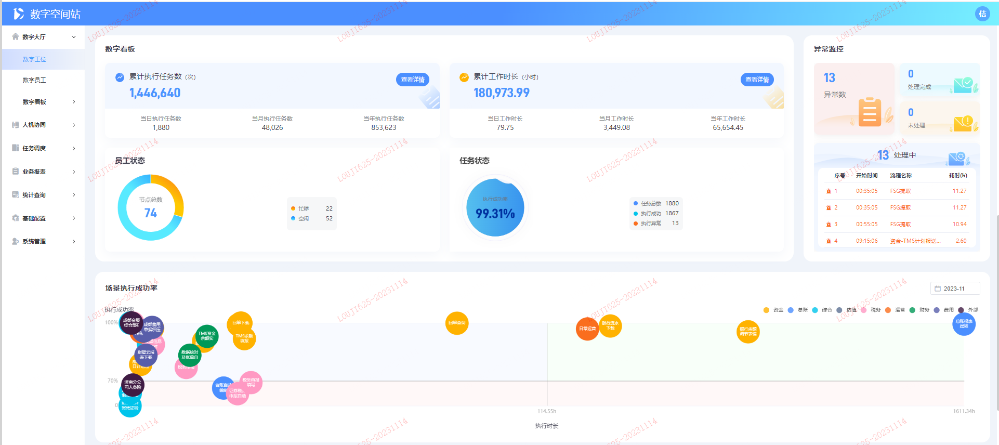 数字空间站
佶
数字大厅
数字工位
数字员工
数字看板
人机协同
任务调度
业务报表
统计查询
基础配置
系统管理
数字看板
累计执行任务数 (次)
查看详情
1,446,640
当日执行任务数
当月执行任务数
当年执行任务数
1,880
48,026
853,623
累计工作时长 (小时)
查看详情
180,973.99
当日工作时长
当月工作时长
当年工作时长
79.75
3,449.08
65,654.45
员工状态
节点总数
74
忙碌 22
空闲 52
任务状态
执行成功率
99.31%
任务总数 1880
执行成功 1867
执行异常 13
异常监控
13
异常数
0
处理完成
0
未处理
13 处理中
序号 开始时间 流程名称 耗时(h)
1 00:35:05 FSG提取 11.27
2 00:35:05 FSG提取 11.27
3 00:55:05 FSG提取 10.94
4 09:15:06 资金-TMS计划报送... 2.60
场景执行成功率
2023-11
执行成功率
资金 总账 综合 估值 税务 运营 财务 费用 外部
100%
70%
0
成都金服
综合部E
成都费用
单据积压
回单下载
TMS余额
填报
TMS资金
余额实
数据核对
及账单自
财智云报
表下载
济南分公
司人身险
常凭证检
台账自动
编制
税务申报
填写
证券税务
申报自动
回单查询
日常运营
银行流水
下载
银行余额
调节表编
总账报表
提取
114.55h
1611.34h
执行时长
LOUJI625-20231114